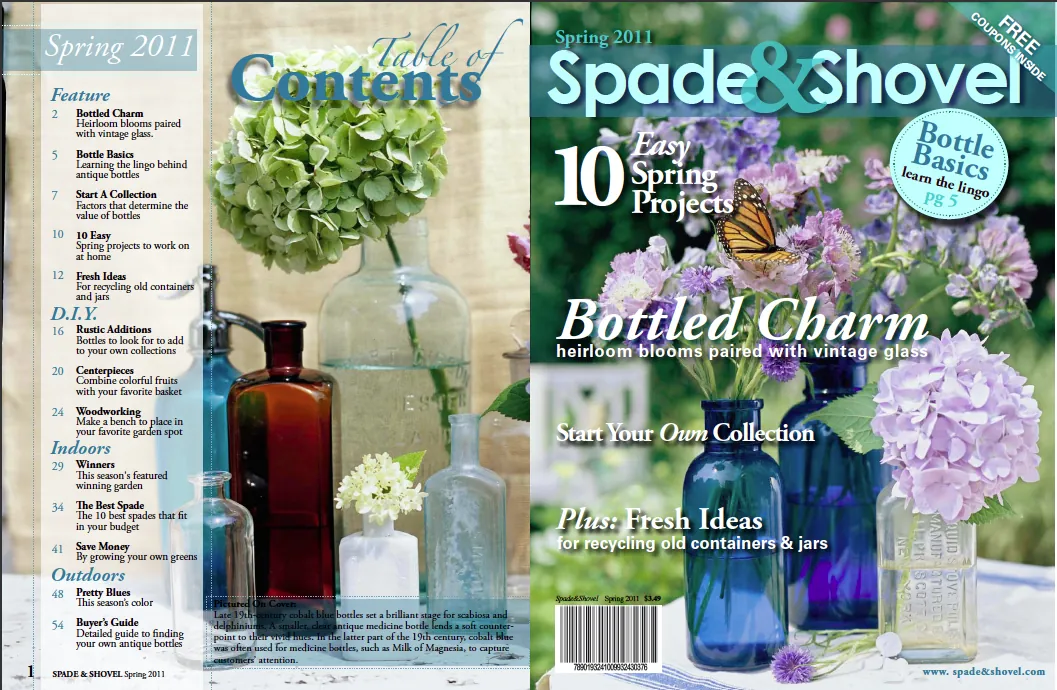 Spring 2011
Table of
Contents
Feature
2 Bottled Charm
Heirloom blooms paired
with vintage glass.
5 Bottle Basics
Learning the lingo behind
antique bottles
7 Start A Collection
Factors that determine the
value of bottles
10 10 Easy
Spring projects to work on
at home
12 Fresh Ideas
For recycling old containers
and jars
D.I.Y.
16 Rustic Additions
Bottles to look for to add
to your own collections
20 Centerpieces
Combine colorful fruits
with your favorite basket
24 Woodworking
Make a bench to place in
your favorite garden spot
Indoors
29 Winners
This season's featured
winning garden
34 The Best Spade
The 10 best spades that fit
in your budget
41 Save Money
By growing your own greens
Outdoors
48 Pretty Blues
This season's color
54 Buyer's Guide
Detailed guide to finding
your own antique bottles
1 SPADE & SHOVEL Spring 2011
Pictured On Cover:
Late 19th-century cobalt blue bottles set a brilliant stage for scabiosa and
delphiniums. A smaller, clear antique medicine bottle lends a soft counter-
point to their vivid hues. In the latter part of the 19th century, cobalt blue
was often used for medicine bottles, such as Milk of Magnesia, to capture
customers' attention.
FREE
COUPONS INSIDE
Spring 2011
Spade&Shovel
Bottle
Basics
learn the lingo
pg 5
10 Easy
Spring
Projects
Bottled Charm
heirloom blooms paired with vintage glass
Start Your Own Collection
Plus: Fresh Ideas
for recycling old containers & jars
Spade&Shovel Spring 2011 $3.49
7890193241009932430376
www. spade&shovel.com